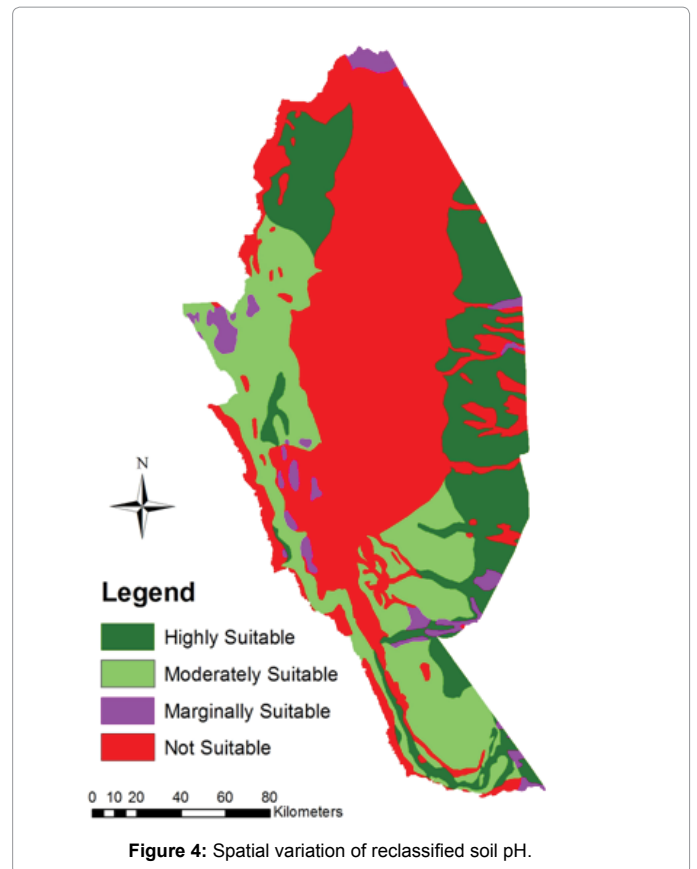 N
Legend
Highly Suitable
Moderately Suitable
Marginally Suitable
Not Suitable
0 10 20 40 60 80
Kilometers
Figure 4: Spatial variation of reclassified soil pH.